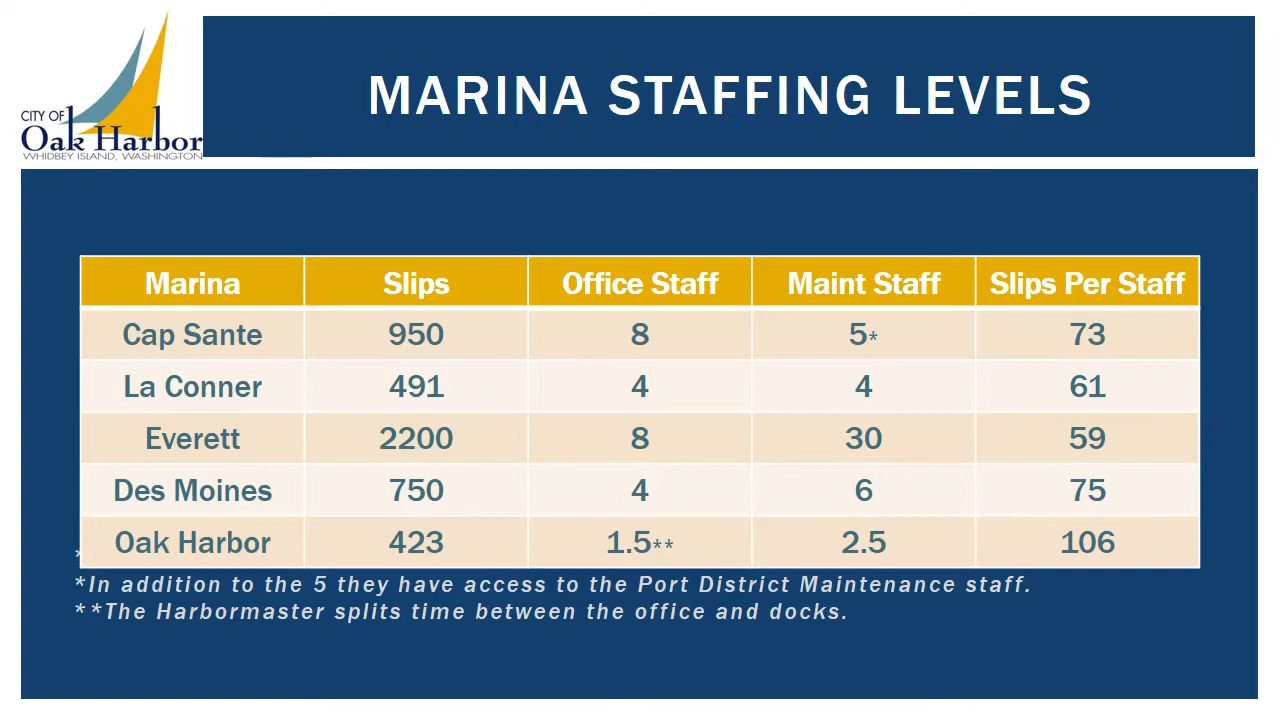 CITY OF
Oak Harbor
WHIDBEY ISLAND, WASHINGTON
MARINA STAFFING LEVELS
Marina Slips Office Staff Maint Staff Slips Per Staff
Cap Sante 950 8 5* 73
La Conner 491 4 4 61
Everett 2200 8 30 59
Des Moines 750 4 6 75
Oak Harbor 423 1.5** 2.5 106
*
*In addition to the 5 they have access to the Port District Maintenance staff.
**The Harbormaster splits time between the office and docks.